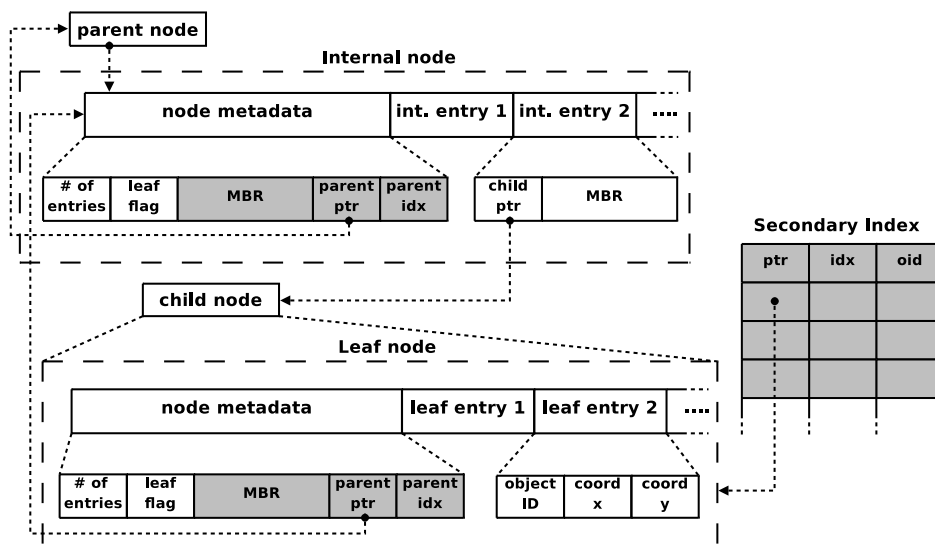 parent node
Internal node
node metadata
int. entry 1
int. entry 2
....
# of
entries
leaf
flag
MBR
parent
ptr
parent
idx
child
ptr
MBR
Secondary Index
ptr
idx
oid
child node
Leaf node
node metadata
leaf entry 1
leaf entry 2
....
# of
entries
leaf
flag
MBR
parent
ptr
parent
idx
object
ID
coord
x
coord
y